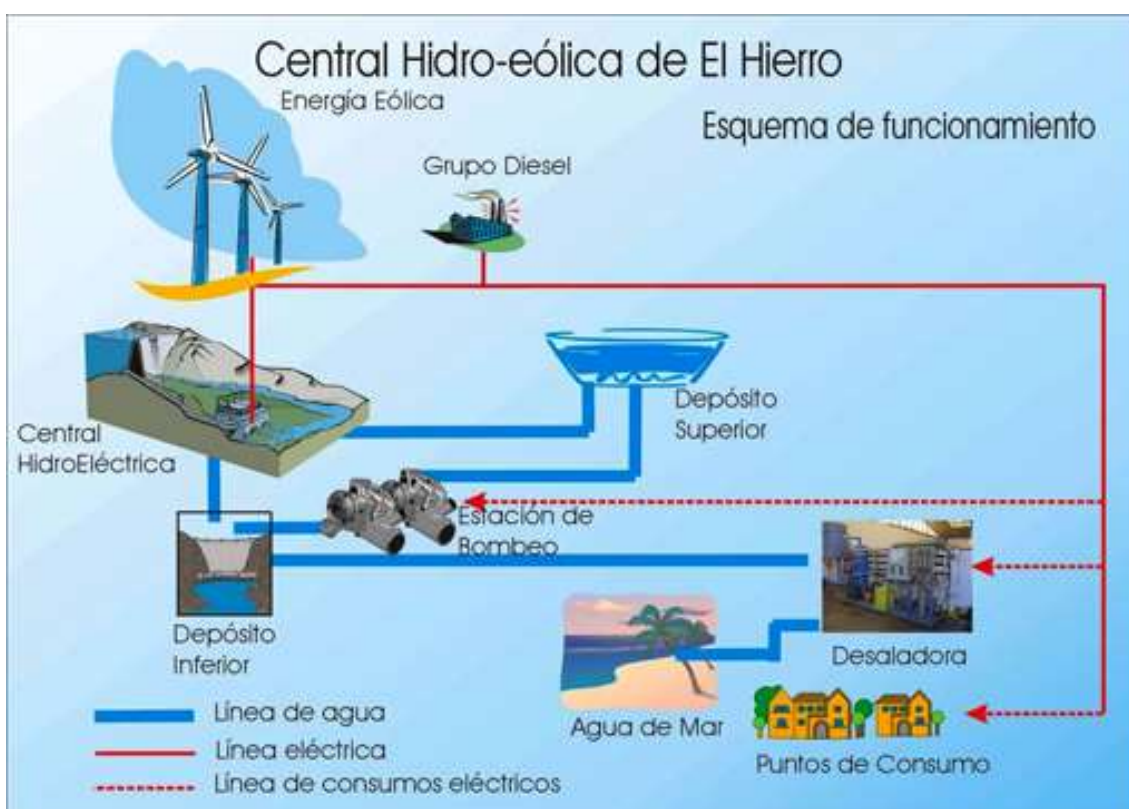 Central Hidro-eólica de El Hierro
Energía Eólica
Esquema de funcionamiento
Grupo Diesel
Depósito
Superior
Central
HidroEléctrica
Estación de
Bombeo
Depósito
Inferior
Desaladora
Agua de Mar
Puntos de Consumo
Línea de agua
Línea eléctrica
Línea de consumos eléctricos